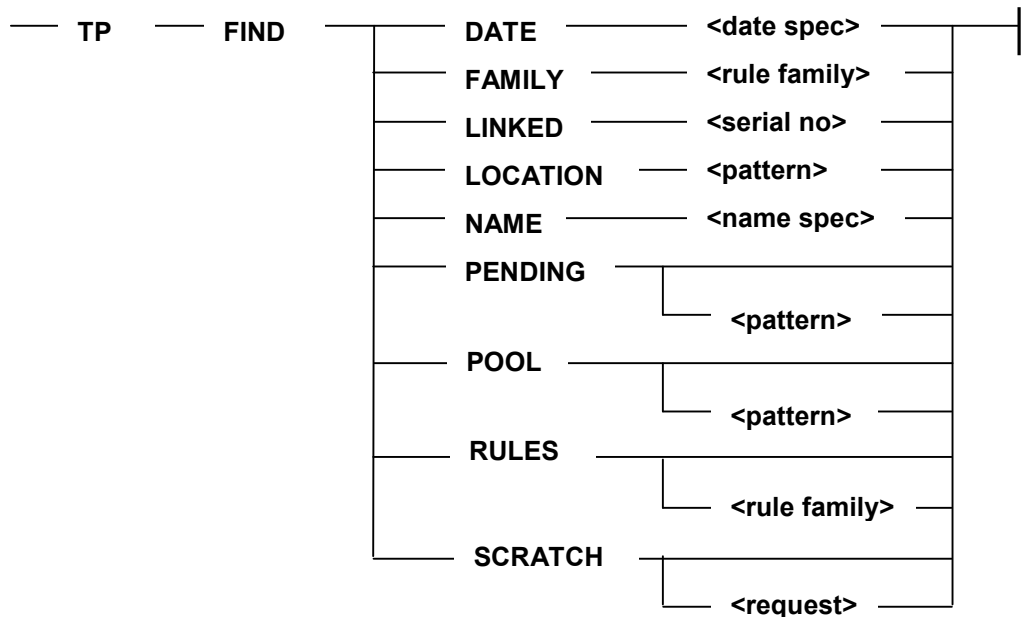 TP FIND DATE <date spec>
FAMILY <rule family>
LINKED <serial no>
LOCATION <pattern>
NAME <name spec>
PENDING
<pattern>
POOL
<pattern>
RULES
<rule family>
SCRATCH
<request>